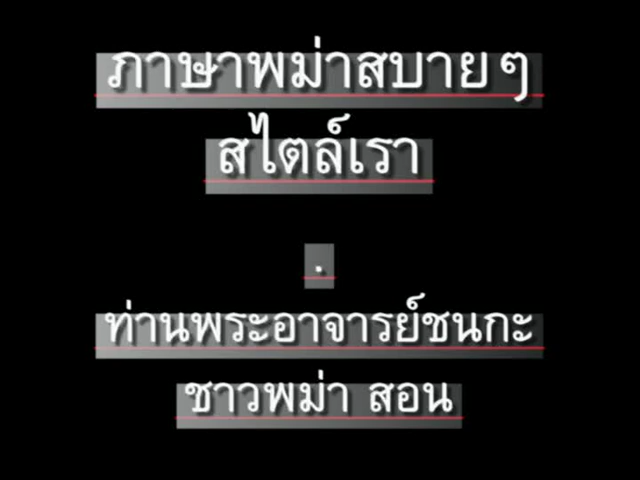 ภาษาพม่าสบายๆ
สไตล์เรา
.
ท่านพระอาจารย์ชนกะ
ชาวพม่า สอน